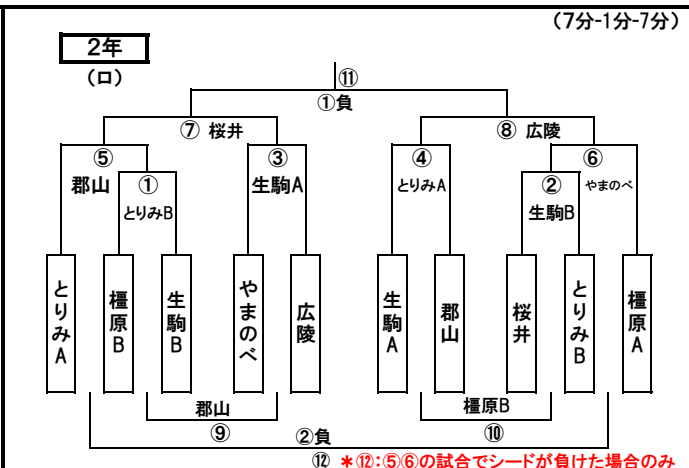 (7分-1分-7分)
2年
(ロ)
⑪
①負
⑦ 桜井
⑧ 広陵
⑤
③
④
⑥
郡山
①
生駒A
とりみA
②
やまのべ
とりみB
生駒B
とりみA
橿原B
生駒B
やまのべ
広陵
生駒A
郡山
桜井
とりみB
橿原A
郡山
橿原B
⑨
②負
⑩
⑫ *⑫:⑤⑥の試合でシードが負けた場合のみ